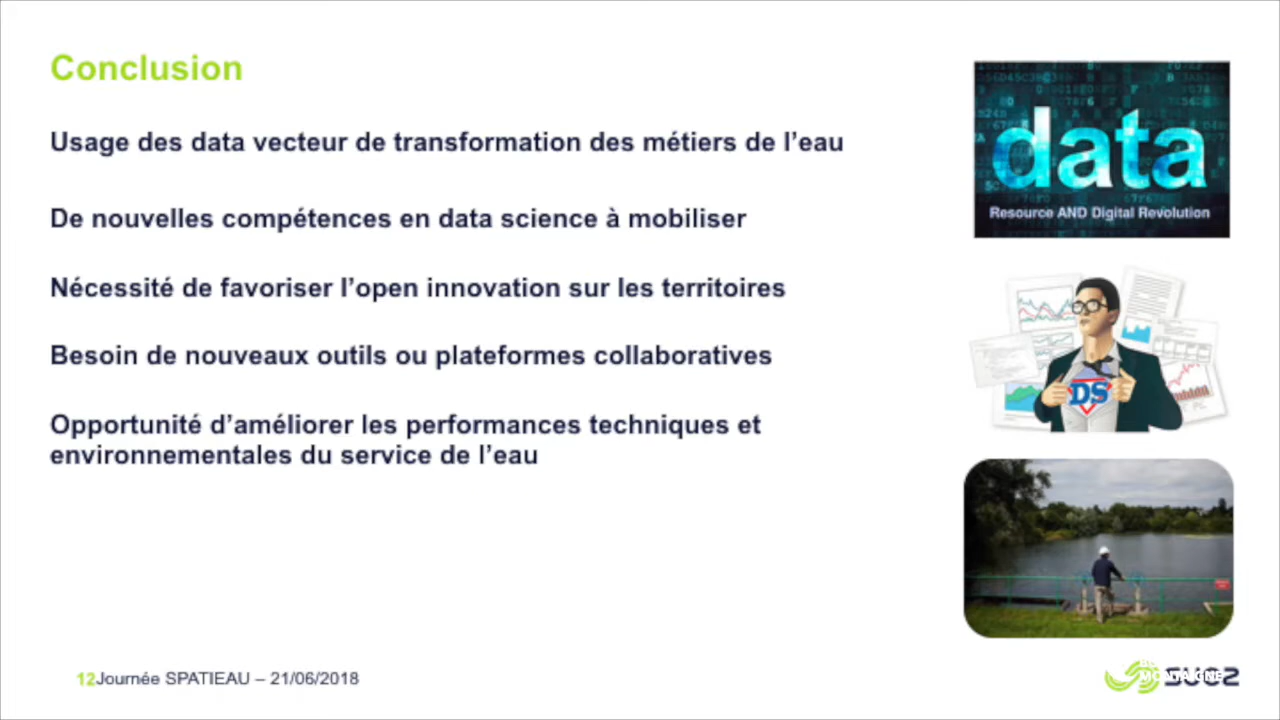 Conclusion
Usage des data vecteur de transformation des métiers de l'eau
De nouvelles compétences en data science à mobiliser
Nécessité de favoriser l'open innovation sur les territoires
Besoin de nouveaux outils ou plateformes collaboratives
Opportunité d'améliorer les performances techniques et
environnementales du service de l'eau
data
Resource AND Digital Revolution
DS
12Journée SPATIEAU – 21/06/2018
suez
MONTAIGNE